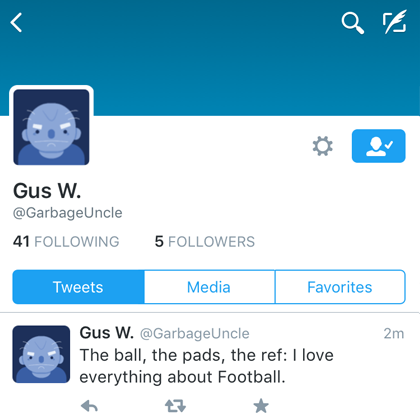 Gus W.
@GarbageUncle
41 FOLLOWING 5 FOLLOWERS
Tweets Media Favorites
Gus W. @GarbageUncle 2m
The ball, the pads, the ref: I love
everything about Football.